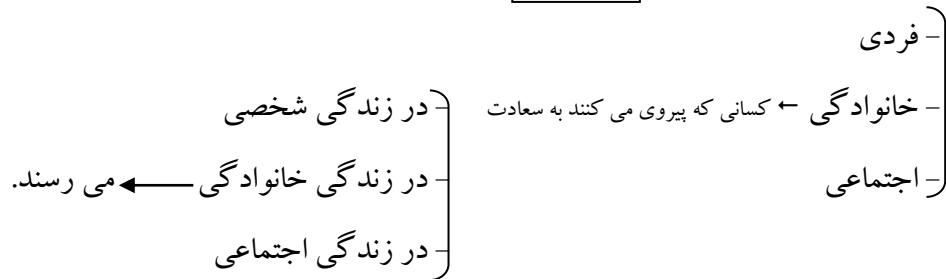 - فردی
- خانوادگی ← کسانی که پیروی می کنند به سعادت
- اجتماعی
- در زندگی شخصی
- در زندگی خانوادگی ← می رسند.
- در زندگی اجتماعی